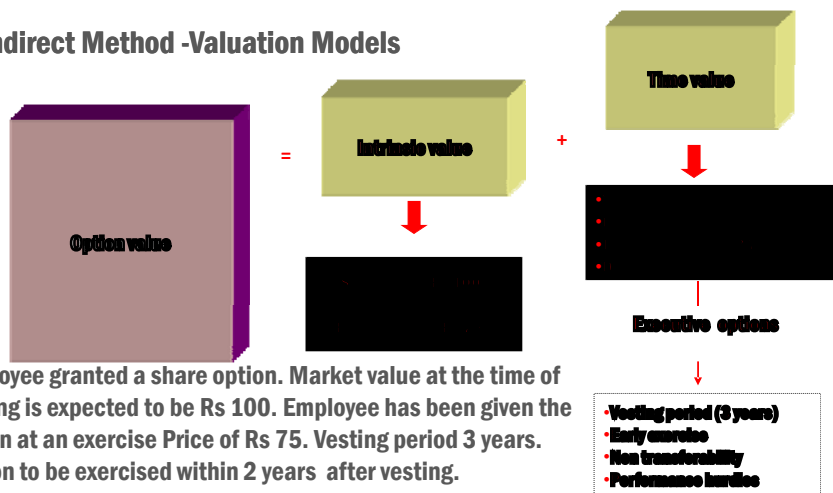 ndirect Method -Valuation Models
Time value
Intrinsic value
+
=
Option value
Executive options
oyee granted a share option. Market value at the time of
ng is expected to be Rs 100. Employee has been given the
n at an exercise Price of Rs 75. Vesting period 3 years.
on to be exercised within 2 years after vesting.
•Vesting period (3 years)
•Early exercise
•Non transferability
•Performance hurdles